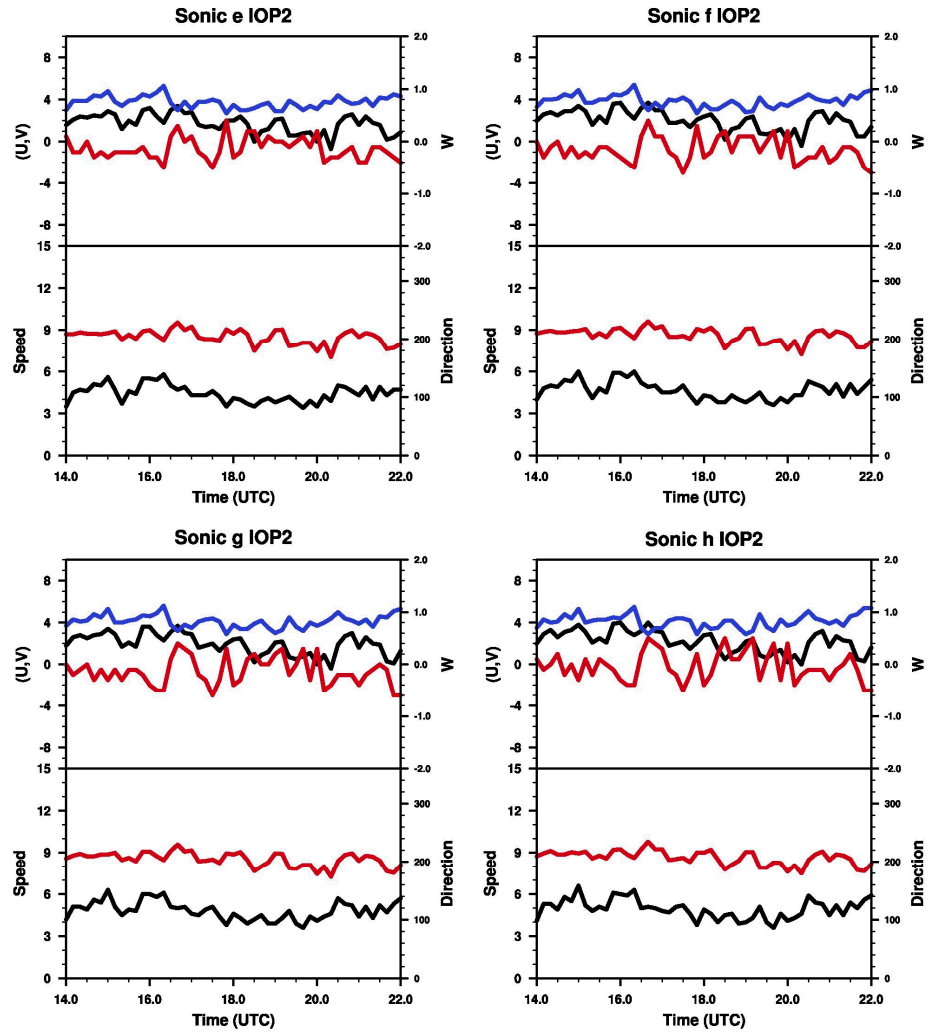 Sonic e IOP2
8
4
0
-4
-8
(U,V)
2.0
1.0
0.0
-1.0
-2.0
W
15
12
9
6
3
0
Speed
300
200
100
0
Direction
14.0 16.0 18.0 20.0 22.0
Time (UTC)
Sonic f IOP2
8
4
0
-4
-8
(U,V)
2.0
1.0
0.0
-1.0
-2.0
W
15
12
9
6
3
0
Speed
300
200
100
0
Direction
14.0 16.0 18.0 20.0 22.0
Time (UTC)
Sonic g IOP2
8
4
0
-4
-8
(U,V)
2.0
1.0
0.0
-1.0
-2.0
W
15
12
9
6
3
0
Speed
300
200
100
0
Direction
14.0 16.0 18.0 20.0 22.0
Time (UTC)
Sonic h IOP2
8
4
0
-4
-8
(U,V)
2.0
1.0
0.0
-1.0
-2.0
W
15
12
9
6
3
0
Speed
300
200
100
0
Direction
14.0 16.0 18.0 20.0 22.0
Time (UTC)